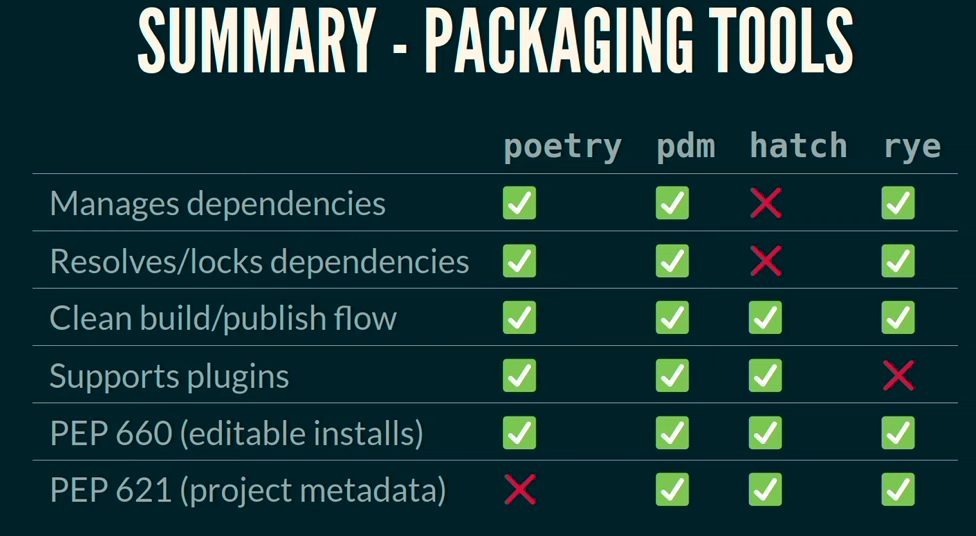 SUMMARY - PACKAGING TOOLS
poetry pdm hatch rye
Manages dependencies ✅ ✅ ❌ ✅
Resolves/locks dependencies ✅ ✅ ❌ ✅
Clean build/publish flow ✅ ✅ ✅ ✅
Supports plugins ✅ ✅ ✅ ❌
PEP 660 (editable installs) ✅ ✅ ✅ ✅
PEP 621 (project metadata) ❌ ✅ ✅ ✅